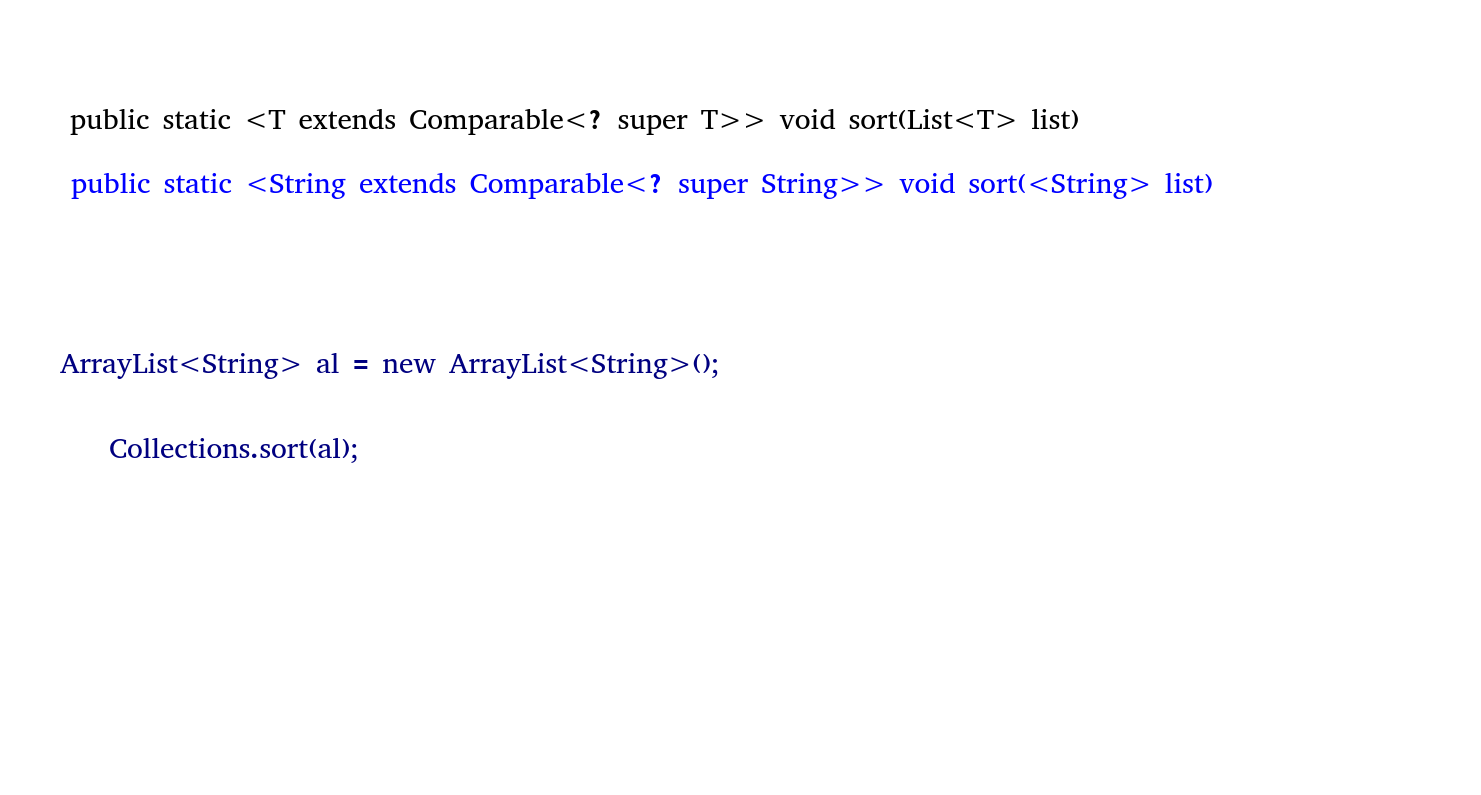 public static <T extends Comparable<? super T>> void sort(List<T> list)
public static <String extends Comparable<? super String>> void sort(<String> list)
ArrayList<String> al = new ArrayList<String>();
Collections.sort(al);